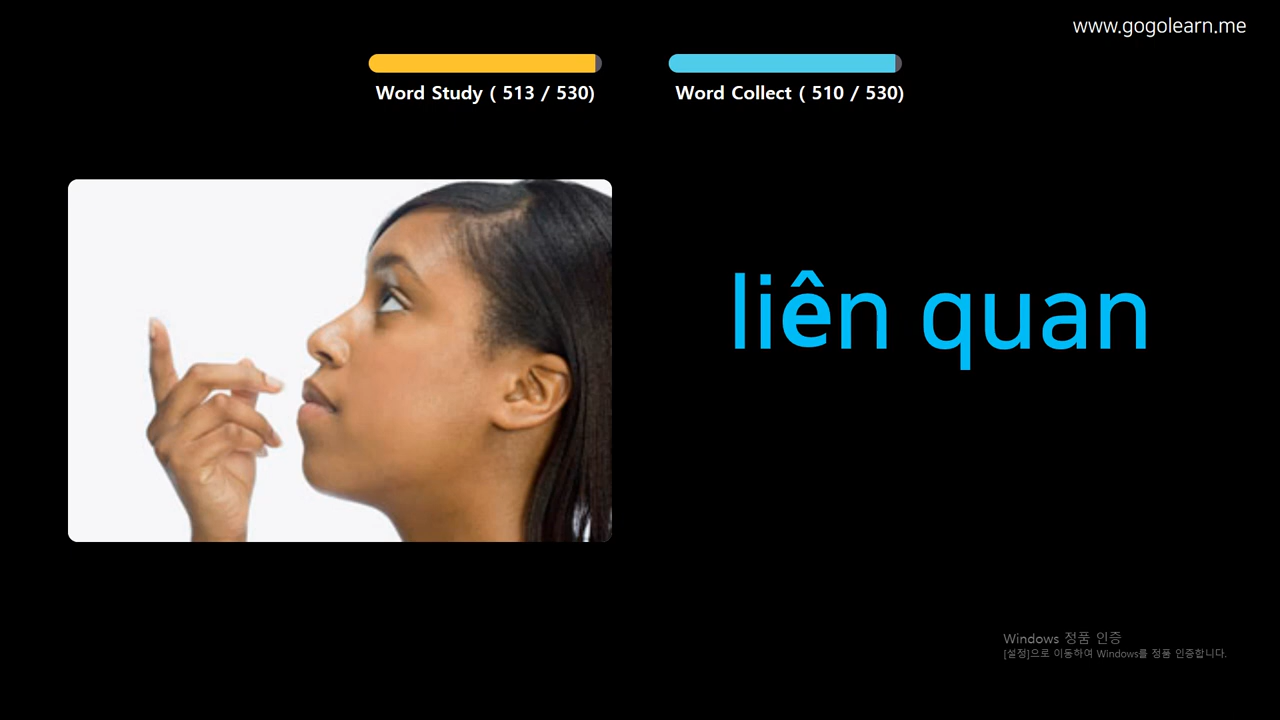 www.gogolearn.me
Word Study ( 513 / 530)
Word Collect ( 510 / 530)
liên quan
Windows 정품 인증
[설정]으로 이동하여 Windows를 정품 인증합니다.